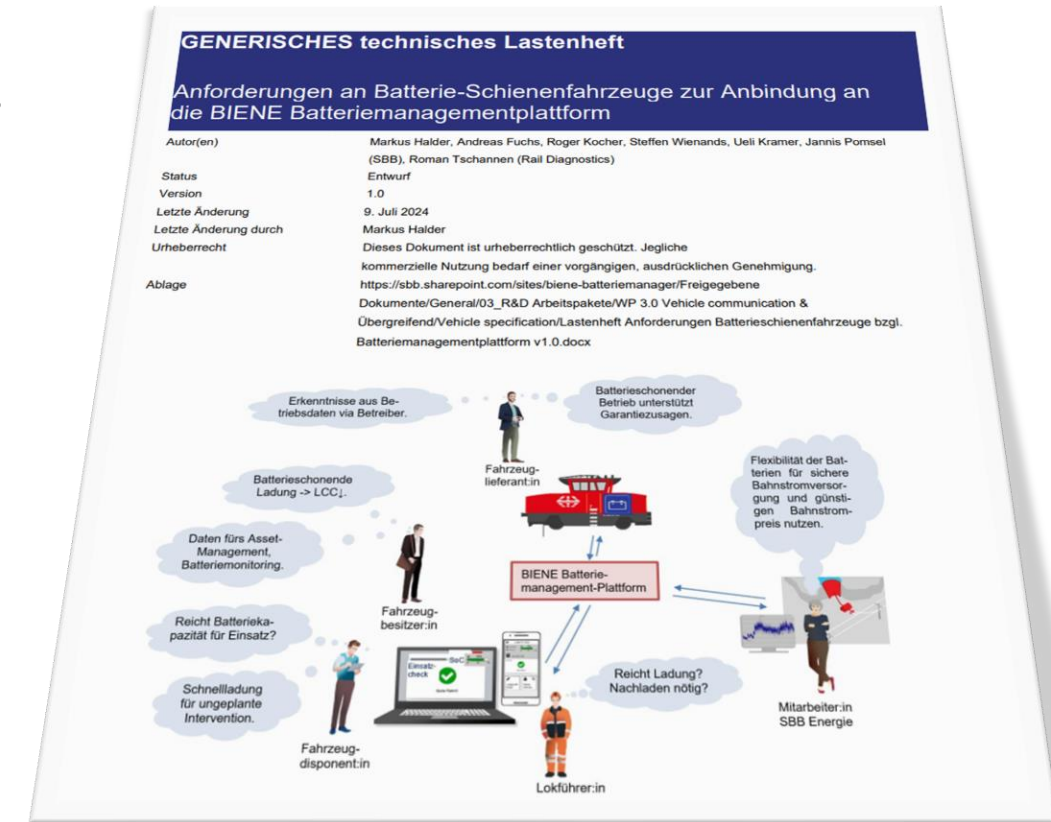 GENERISCHES technisches Lastenheft
Anforderungen an Batterie-Schienenfahrzeuge zur Anbindung an
die BIENE Batteriemanagementplattform
Autor(en) Markus Halder, Andreas Fuchs, Roger Kocher, Steffen Wienands, Ueli Kramer, Jannis Pomsel
(SBB), Roman Tschannen (Rail Diagnostics)
Status Entwurf
Version 1.0
Letzte Änderung 9. Juli 2024
Letzte Änderung durch Markus Halder
Urheberrecht Dieses Dokument ist urheberrechtlich geschützt. Jegliche
kommerzielle Nutzung bedarf einer vorgängigen, ausdrücklichen Genehmigung.
Ablage https://sbb.sharepoint.com/sites/biene-batteriemanager/Freigegebene
Dokumente/General/03_R&D Arbeitspakete/WP 3.0 Vehicle communication &
Übergreifend/Vehicle specification/Lastenheft Anforderungen Batterieschienenfahrzeuge bzgl.
Batteriemanagementplattform v1.0.docx
Erkenntnisse aus Be-
triebsdaten via Betreiber.
Batterieschonender
Betrieb unterstützt
Garantiezusagen.
Fahrzeug-
lieferant:in
Batterieschonende
Ladung -> LCC↓.
Daten fürs Asset-
Management,
Batteriemonitoring.
Fahrzeug-
besitzer:in
Flexibilität der Bat-
terien für sichere
Bahnstromversor-
gung und günsti-
gen Bahnstrom-
preis nutzen.
BIENE Batterie-
management-Plattform
Reicht Batterieka-
pazität für Einsatz?
Schnellladung
für ungeplante
Intervention.
Fahrzeug-
disponent:in
Einsatz-
check
SoC
Reicht Ladung?
Nachladen nötig?
Lokführer:in
Mitarbeiter:in
SBB Energie